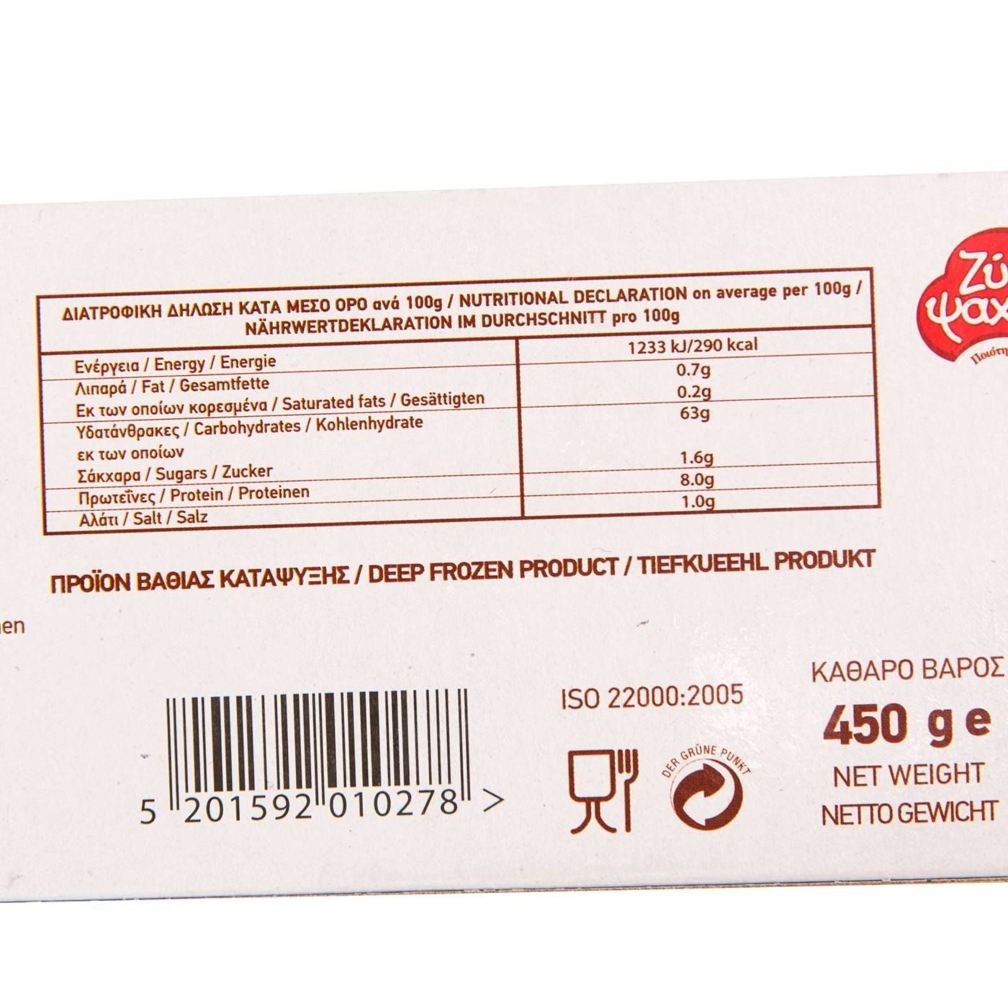 ΔΙΑΤΡΟΦΙΚΗ ΔΗΛΩΣΗ ΚΑΤΑ ΜΕΣΟ ΟΡΟ ανά 100g / NUTRITIONAL DECLARATION on average per 100g /
NÄHRWERTDEKLARATION IM DURCHSCHNITT pro 100g
Ενέργεια / Energy / Energie 1233 kJ/290 kcal
Λιπαρά / Fat / Gesamtfette 0.7g
Εκ των οποίων κορεσμένα / Saturated fats / Gesättigten 0.2g
Υδατάνθρακες / Carbohydrates / Kohlenhydrate 63g
εκ των οποίων
Σάκχαρα / Sugars / Zucker 1.6g
Πρωτεΐνες / Protein / Proteinen 8.0g
Αλάτι / Salt / Salz 1.0g
ΠΡΟΪΟΝ ΒΑΘΙΑΣ ΚΑΤΑΨΥΞΗΣ / DEEP FROZEN PRODUCT / TIEFKUEEHL PRODUKT
ISO 22000:2005
DER GRÜNE PUNKT
5 201592 010278 >
ΚΑΘΑΡΟ ΒΑΡΟΣ
450 g e
NET WEIGHT
NETTO GEWICHT